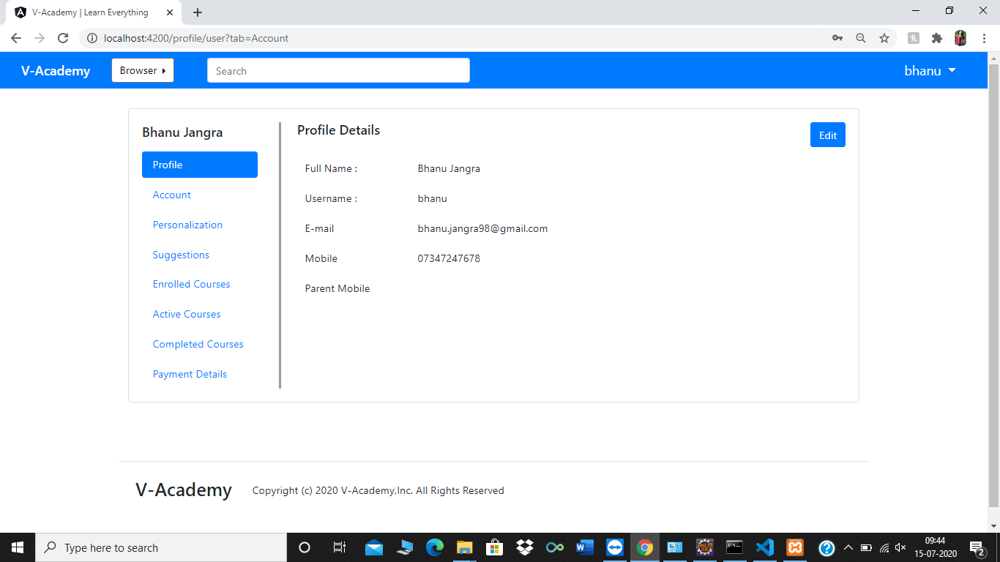 V-Academy | Learn Everything
localhost:4200/profile/user?tab=Account
V-Academy Browser Search bhanu
Bhanu Jangra
Profile
Account
Personalization
Suggestions
Enrolled Courses
Active Courses
Completed Courses
Payment Details
Profile Details Edit
Full Name : Bhanu Jangra
Username : bhanu
E-mail bhanu.jangra98@gmail.com
Mobile 07347247678
Parent Mobile
V-Academy Copyright (c) 2020 V-Academy,Inc. All Rights Reserved
Type here to search
09:44
15-07-2020
2